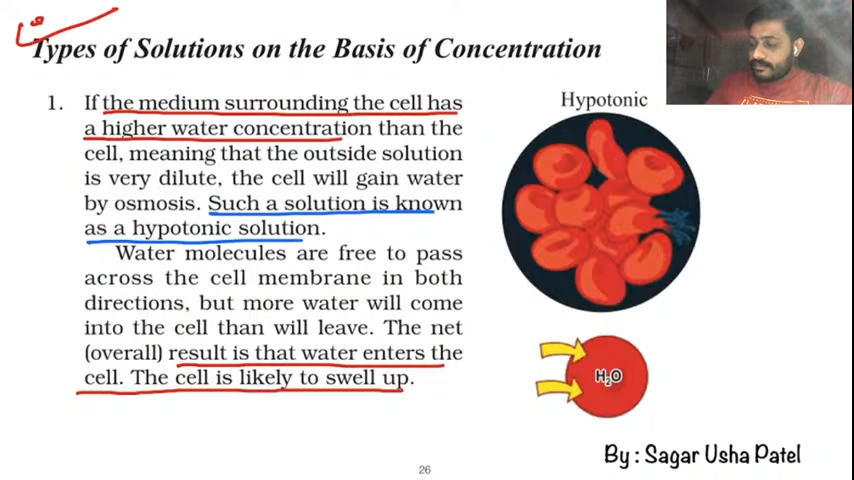 Types of Solutions on the Basis of Concentration
1. If the medium surrounding the cell has
a higher water concentration than the
cell, meaning that the outside solution
is very dilute, the cell will gain water
by osmosis. Such a solution is known
as a hypotonic solution.
Water molecules are free to pass
across the cell membrane in both
directions, but more water will come
into the cell than will leave. The net
(overall) result is that water enters the
cell. The cell is likely to swell up.
Hypotonic
H₂O
By : Sagar Usha Patel
26